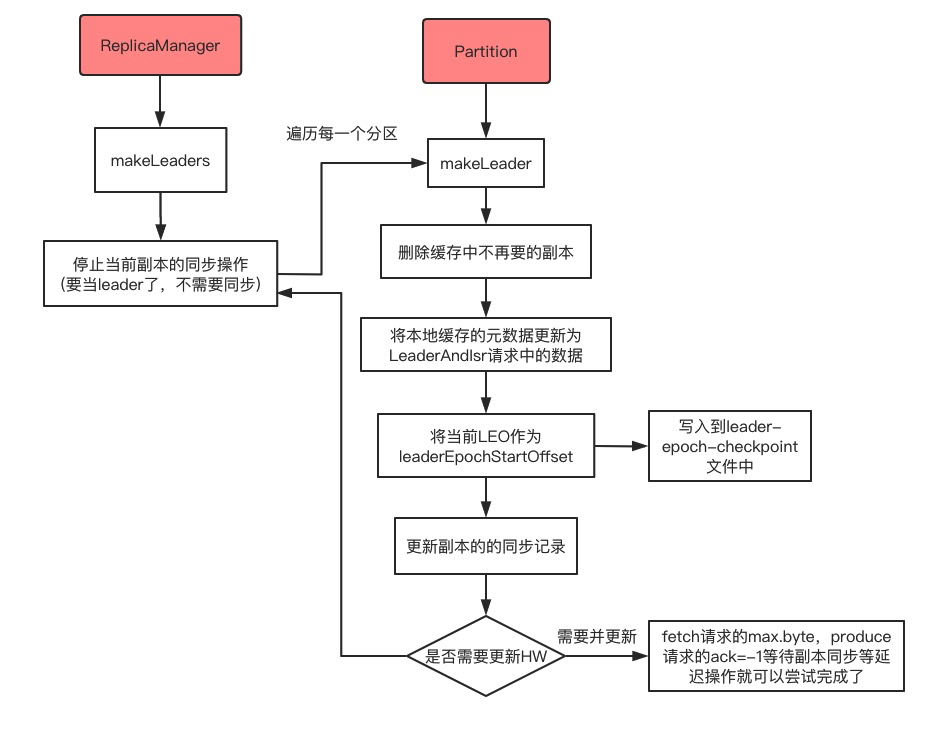 ReplicaManager
makeLeaders
停止当前副本的同步操作
(要当leader了，不需要同步)
遍历每一个分区
Partition
makeLeader
删除缓存中不再要的副本
将本地缓存的元数据更新为
LeaderAndIsr请求中的数据
将当前LEO作为
leaderEpochStartOffset
写入到leader-
epoch-checkpoint
文件中
更新副本的的同步记录
是否需要更新HW
需要并更新
fetch请求的max.byte，produce
请求的ack=-1等待副本同步等延
迟操作就可以尝试完成了